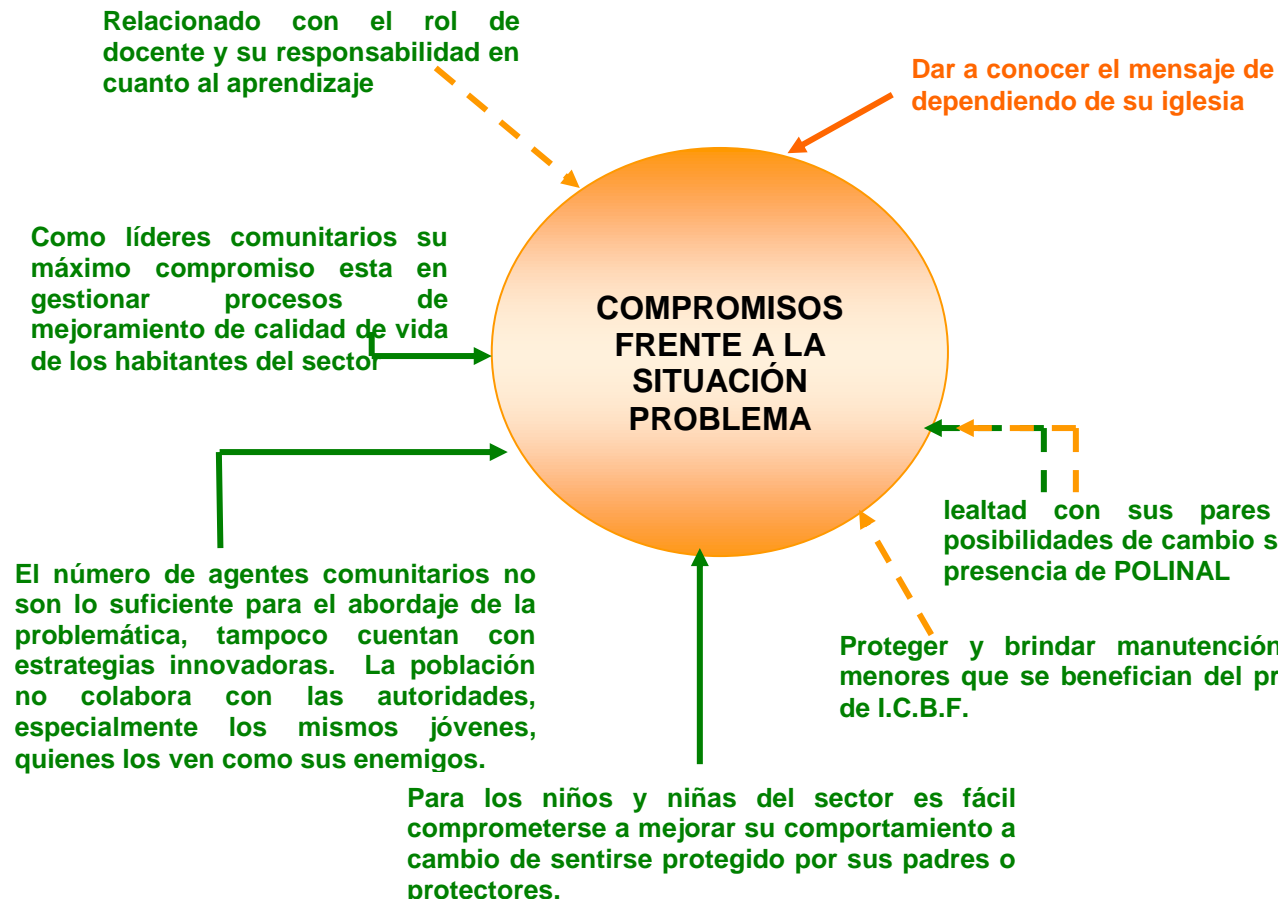 Relacionado con el rol de
docente y su responsabilidad en
cuanto al aprendizaje
Dar a conocer el mensaje de
dependiendo de su iglesia
Como líderes comunitarios su
máximo compromiso esta en
gestionar procesos de
mejoramiento de calidad de vida
de los habitantes del sector
COMPROMISOS
FRENTE A LA
SITUACIÓN
PROBLEMA
lealtad con sus pares
posibilidades de cambio s
presencia de POLINAL
El número de agentes comunitarios no
son lo suficiente para el abordaje de la
problemática, tampoco cuentan con
estrategias innovadoras. La población
no colabora con las autoridades,
especialmente los mismos jóvenes,
quienes los ven como sus enemigos.
Proteger y brindar manutención
menores que se benefician del pr
de I.C.B.F.
Para los niños y niñas del sector es fácil
comprometerse a mejorar su comportamiento a
cambio de sentirse protegido por sus padres o
protectores.